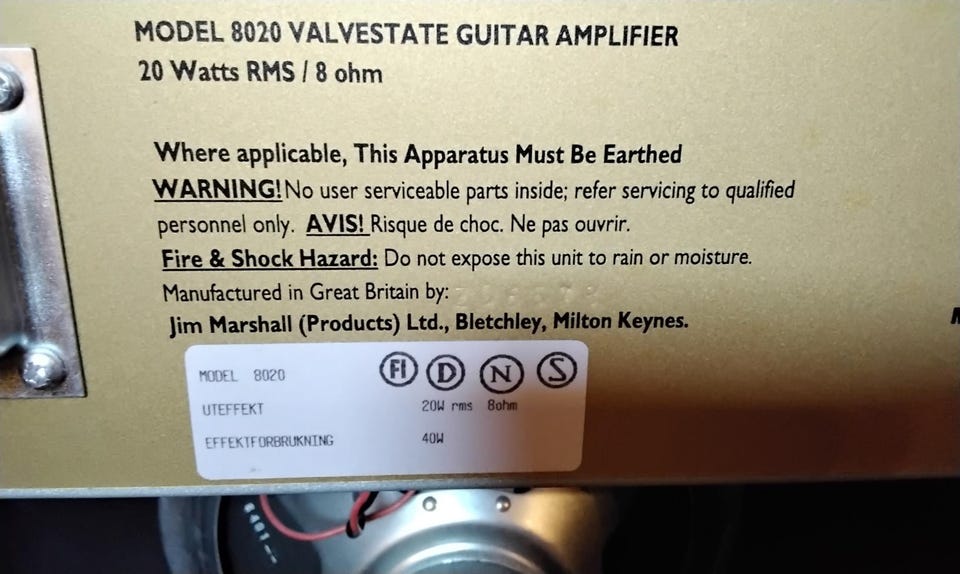 MODEL 8020 VALVESTATE GUITAR AMPLIFIER
20 Watts RMS / 8 ohm
Where applicable, This Apparatus Must Be Earthed
WARNING! No user serviceable parts inside; refer servicing to qualified
personnel only. AVIS! Risque de choc. Ne pas ouvrir.
Fire & Shock Hazard: Do not expose this unit to rain or moisture.
Manufactured in Great Britain by:
Jim Marshall (Products) Ltd., Bletchley, Milton Keynes.
MODEL 8020 FI D N S
UTEFFEKT 20W rms 8ohm
EFFEKTFORBRUKNING 40W